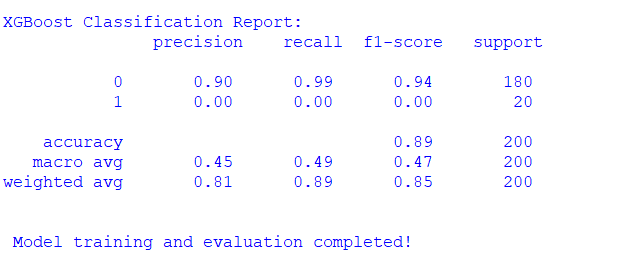 XGBoost Classification Report:
precision recall f1-score support
0 0.90 0.99 0.94 180
1 0.00 0.00 0.00 20
accuracy 0.89 200
macro avg 0.45 0.49 0.47 200
weighted avg 0.81 0.89 0.85 200
Model training and evaluation completed!